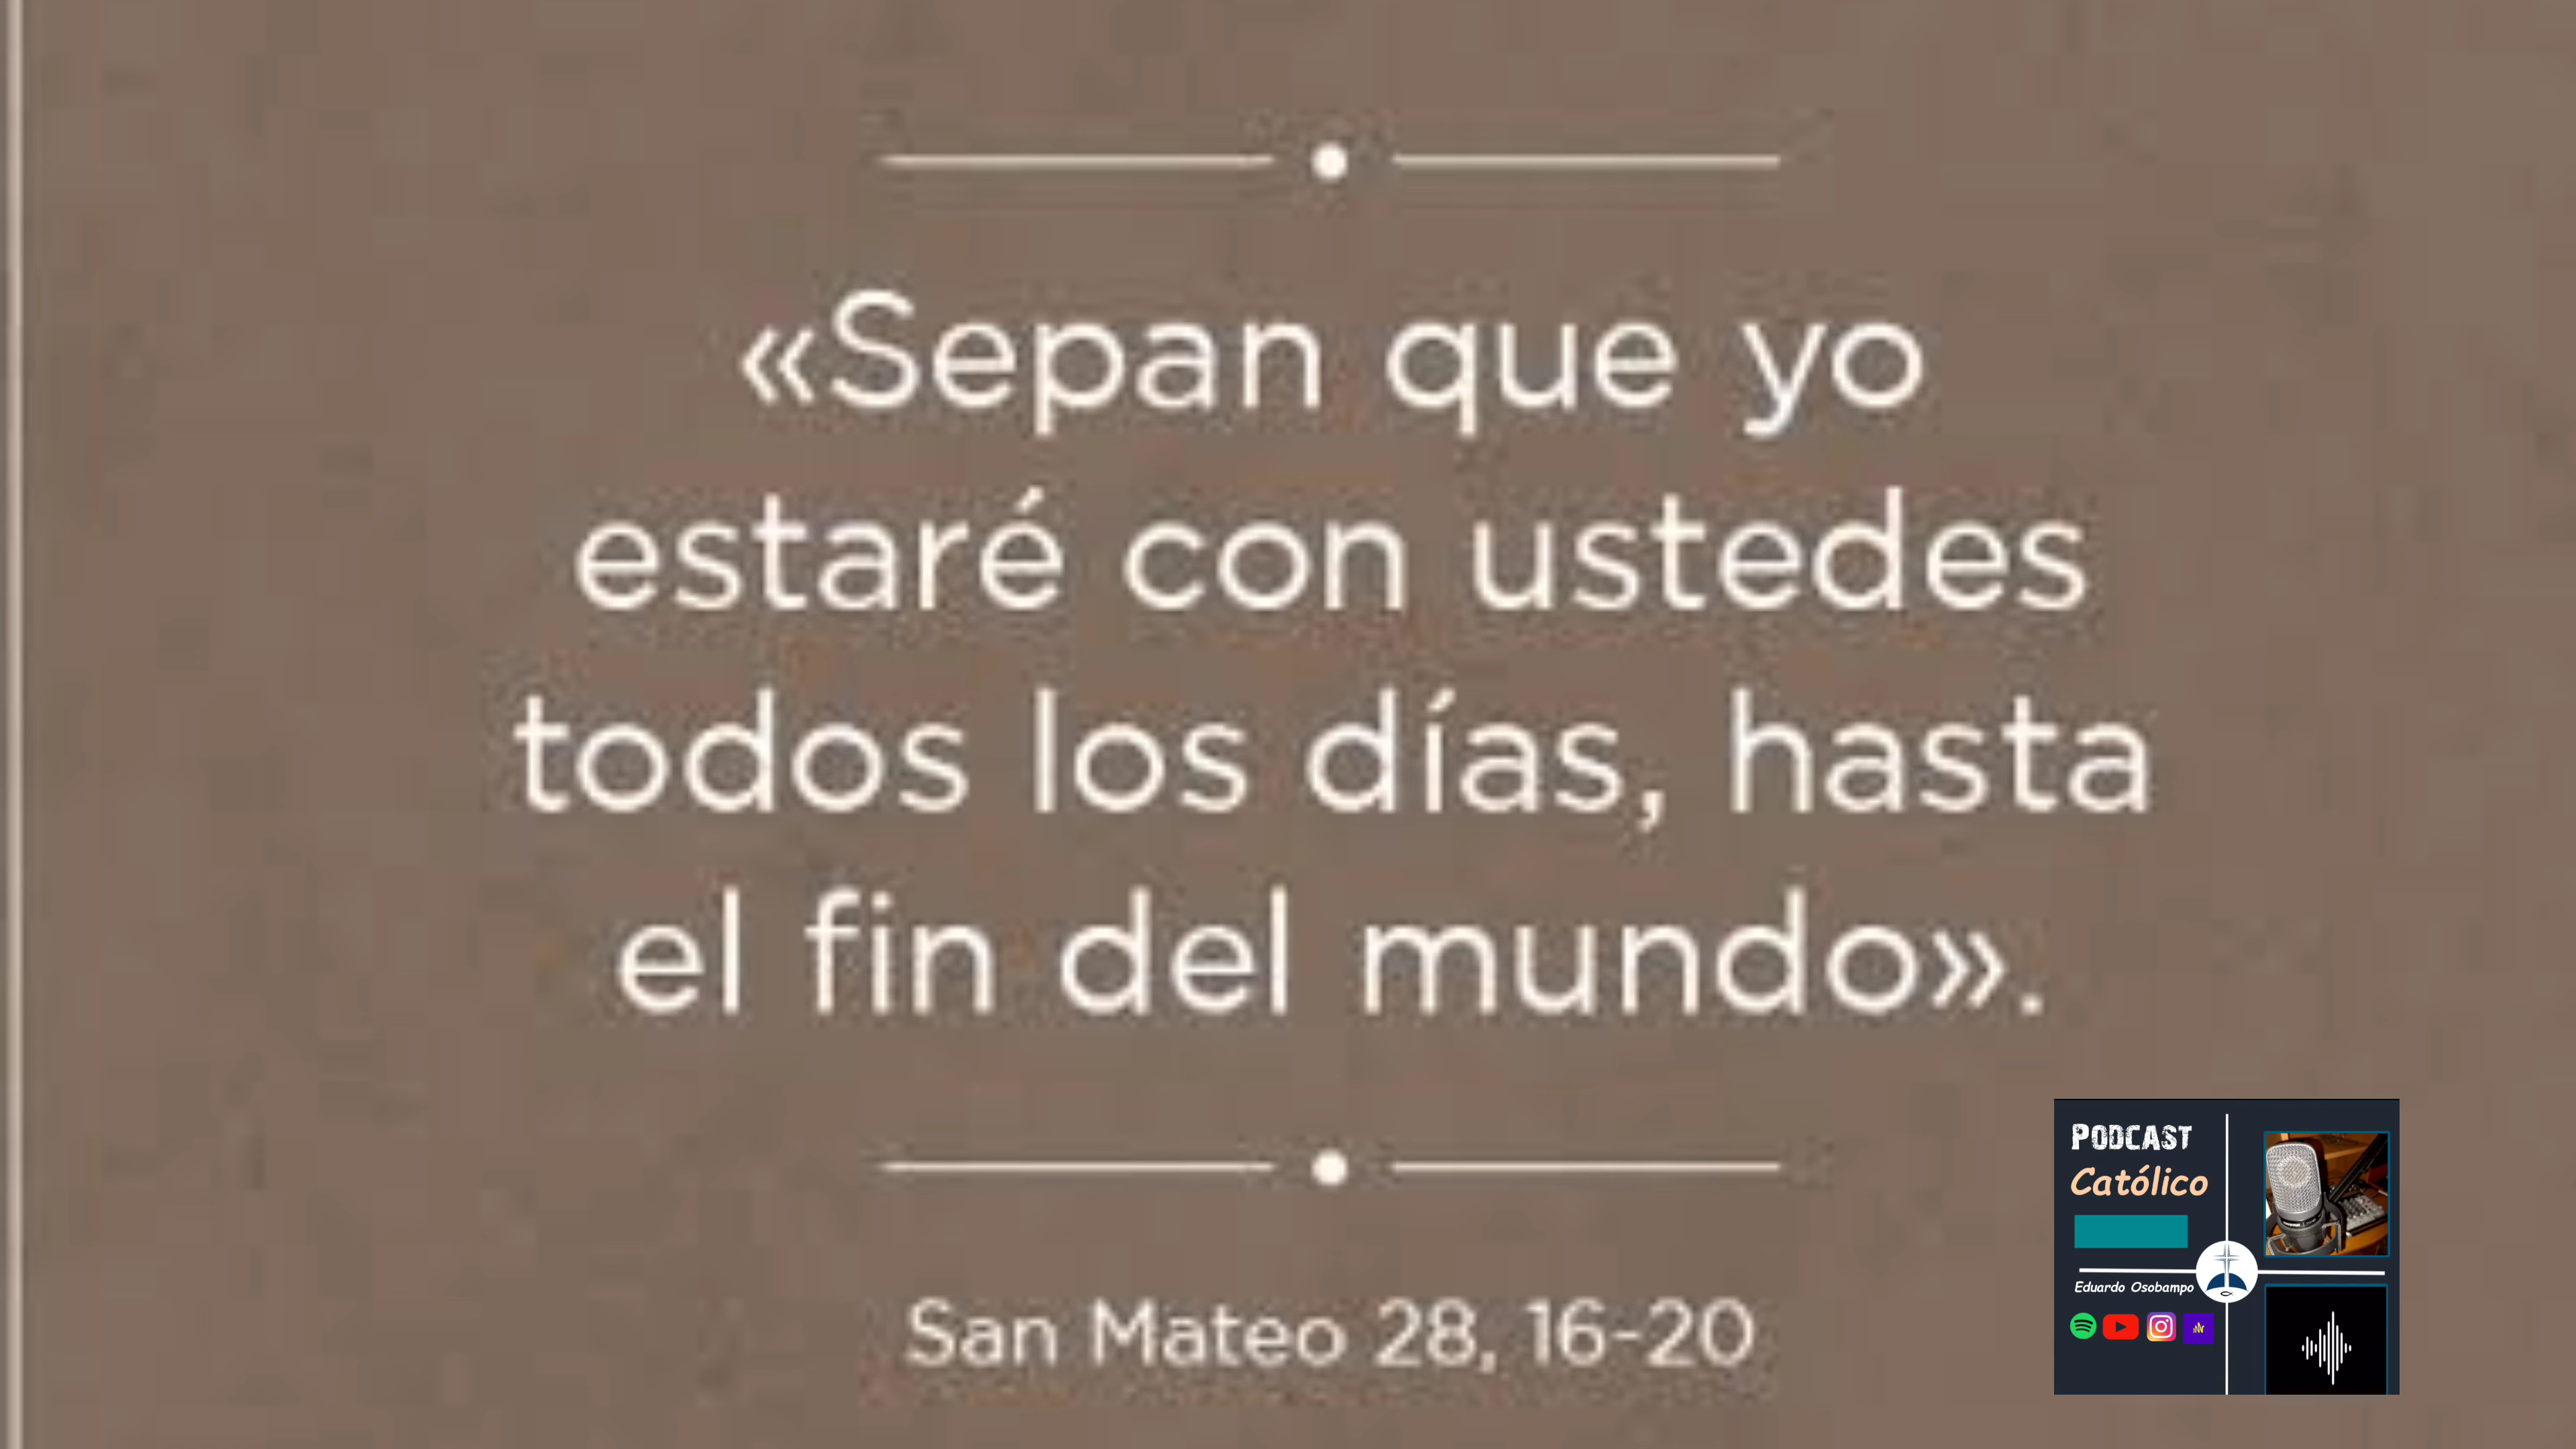 «Sepan que yo
estaré con ustedes
todos los días, hasta
el fin del mundo».
San Mateo 28, 16-20
PODCAST
Católico
Eduardo Osobampo